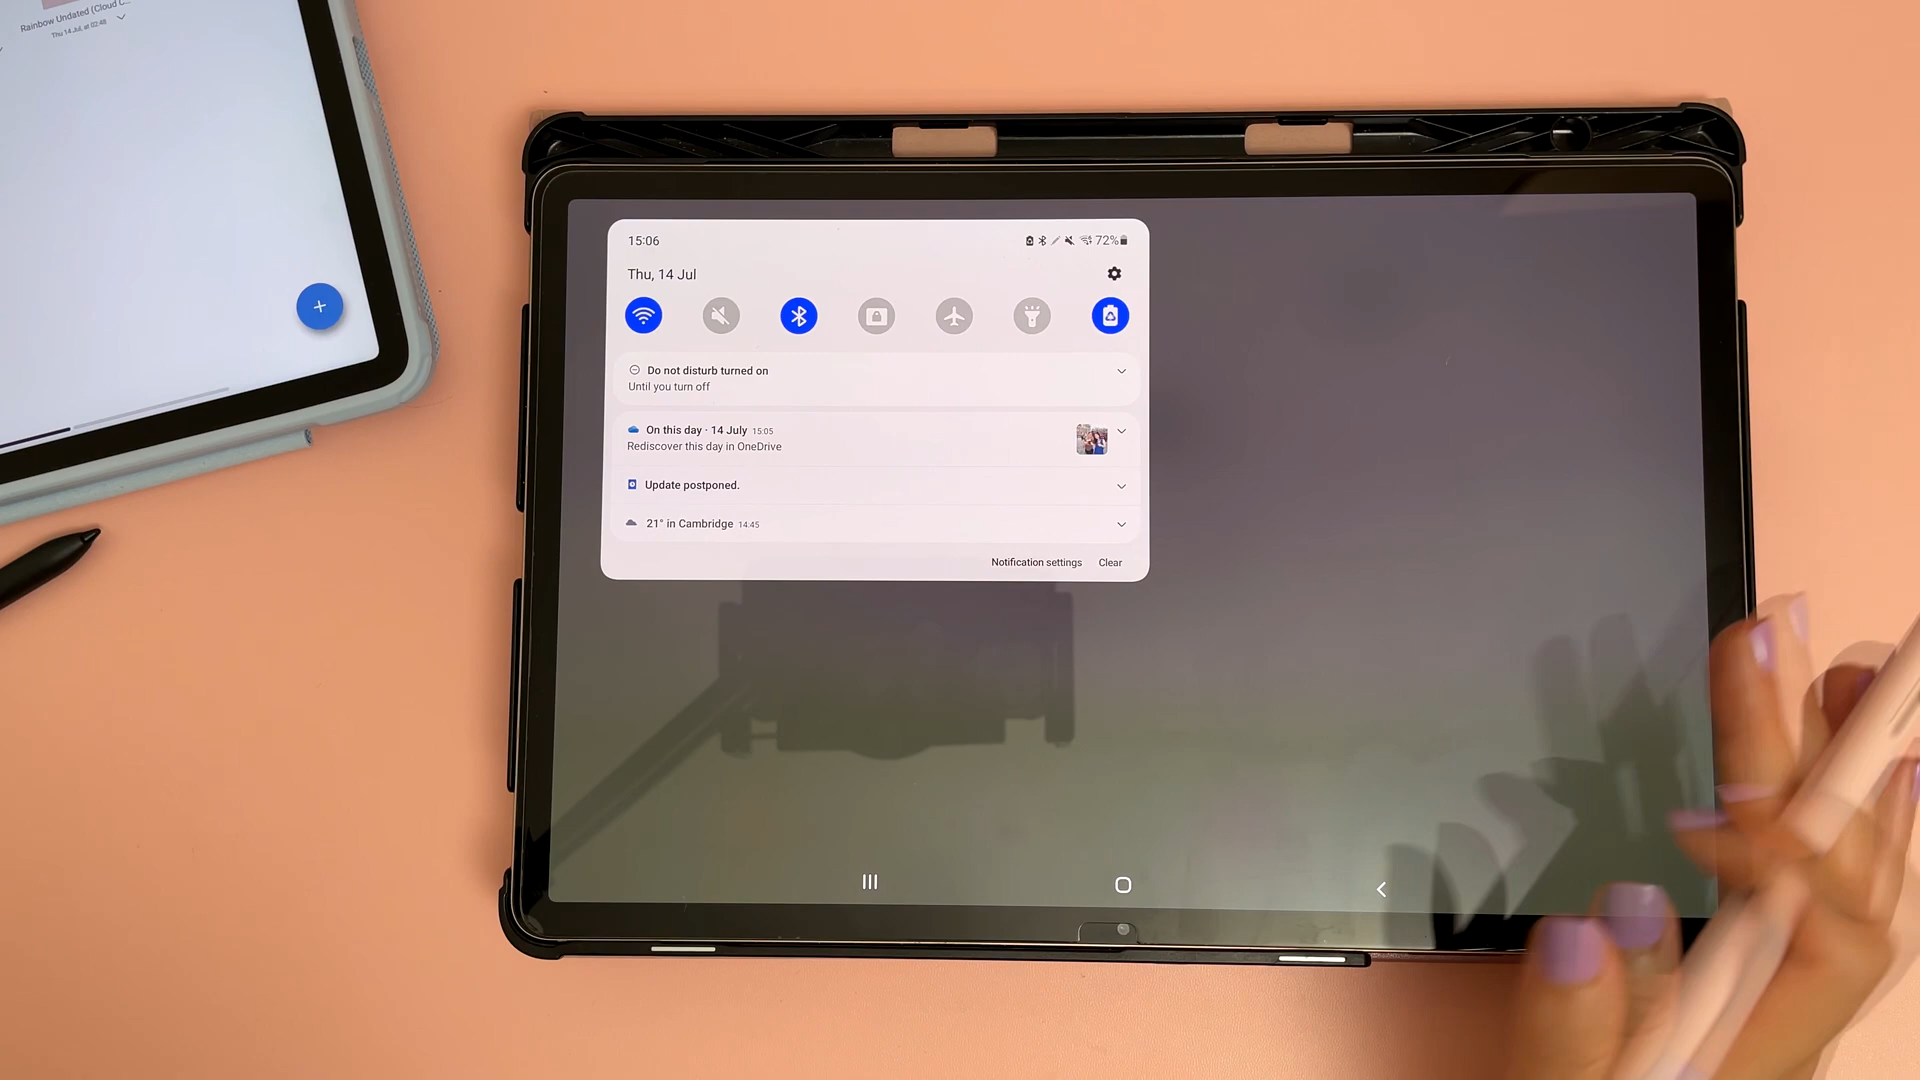 Rainbow Undated (Cloud C...
Thu 14 Jul, at 02:48
15:06
72%
Thu, 14 Jul
Do not disturb turned on
Until you turn off
On this day · 14 July 15:05
Rediscover this day in OneDrive
Update postponed.
21° in Cambridge 14:45
Notification settings Clear